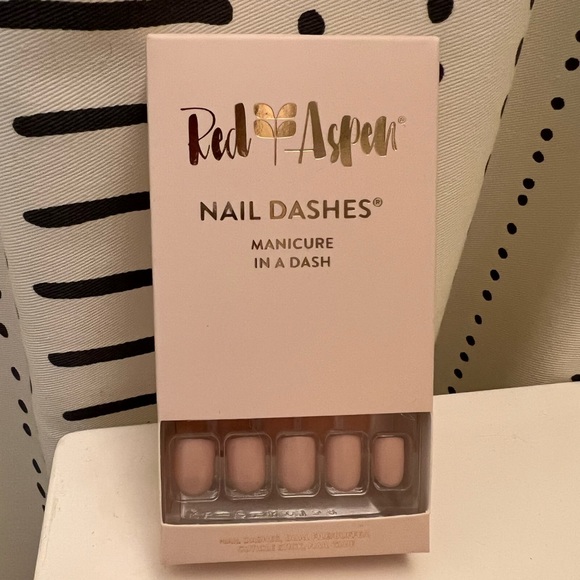 Red Aspen®
NAIL DASHES®
MANICURE
IN A DASH